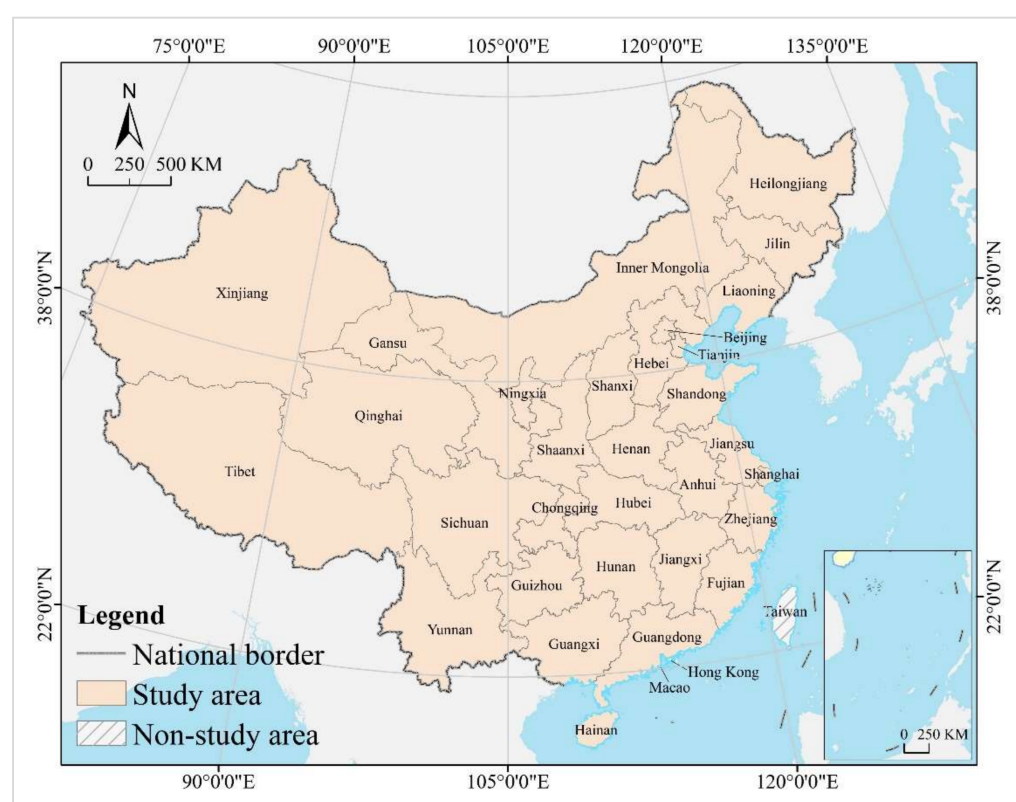 75°0'0"E 90°0'0"E 105°0'0"E 120°0'0"E 135°0'0"E
N
0 250 500 KM
Heilongjiang
Jilin
Inner Mongolia
38°0'0"N
38°0'0"N
Liaoning
Xinjiang
Beijing
Gansu
Tianjin
Hebei
Shanxi
Ningxia
Shandong
Qinghai
Jiangsu
Shaanxi
Henan
Tibet
Shanghai
Anhui
Chongqing
Hubei
Sichuan
Zhejiang
Hunan
Jiangxi
Guizhou
Fujian
22°0'0"N
22°0'0"N
Taiwan
Legend
Yunnan
Guangxi
Guangdong
National border
Hong Kong
Macao
Study area
Hainan
Non-study area
0 250 KM
90°0'0"E 105°0'0"E 120°0'0"E